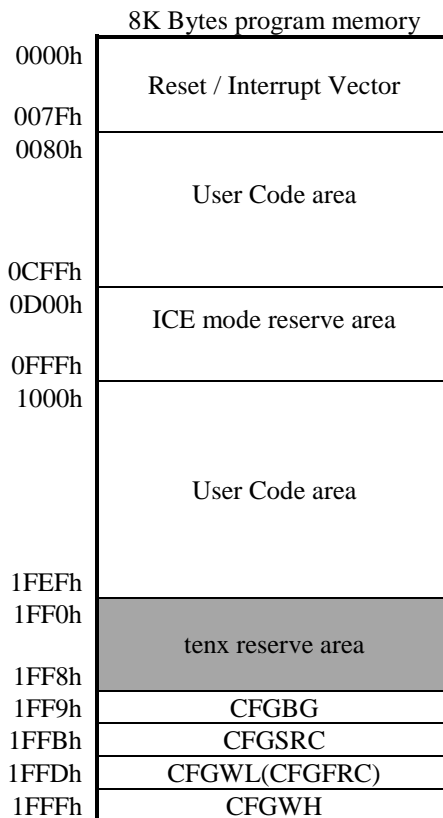 8K Bytes program memory
0000h
Reset / Interrupt Vector
007Fh
0080h
User Code area
0CFFh
0D00h
ICE mode reserve area
0FFFh
1000h
User Code area
1FEFh
1FF0h
tenx reserve area
1FF8h
1FF9h CFGBG
1FFBh CFGSRC
1FFDh CFGWL(CFGFRC)
1FFFh CFGWH